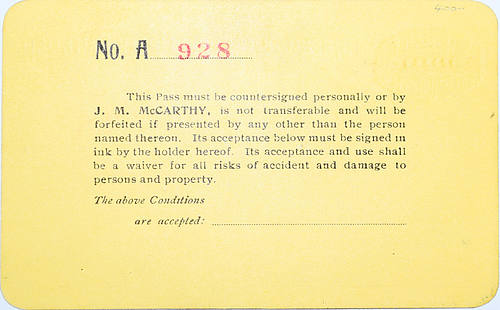 4.00
No. A 928
This Pass must be countersigned personally or by
J. M. McCARTHY, is not transferable and will be
forfeited if presented by any other than the person
named thereon. Its acceptance below must be signed in
ink by the holder hereof. Its acceptance and use shall
be a waiver for all risks of accident and damage to
persons and property.
The above Conditions
are accepted: